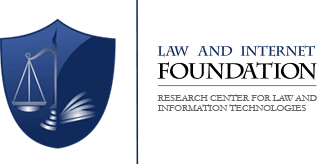 LAW AND INTERNET
FOUNDATION
RESEARCH CENTER FOR LAW AND
INFORMATION TECHNOLOGIES